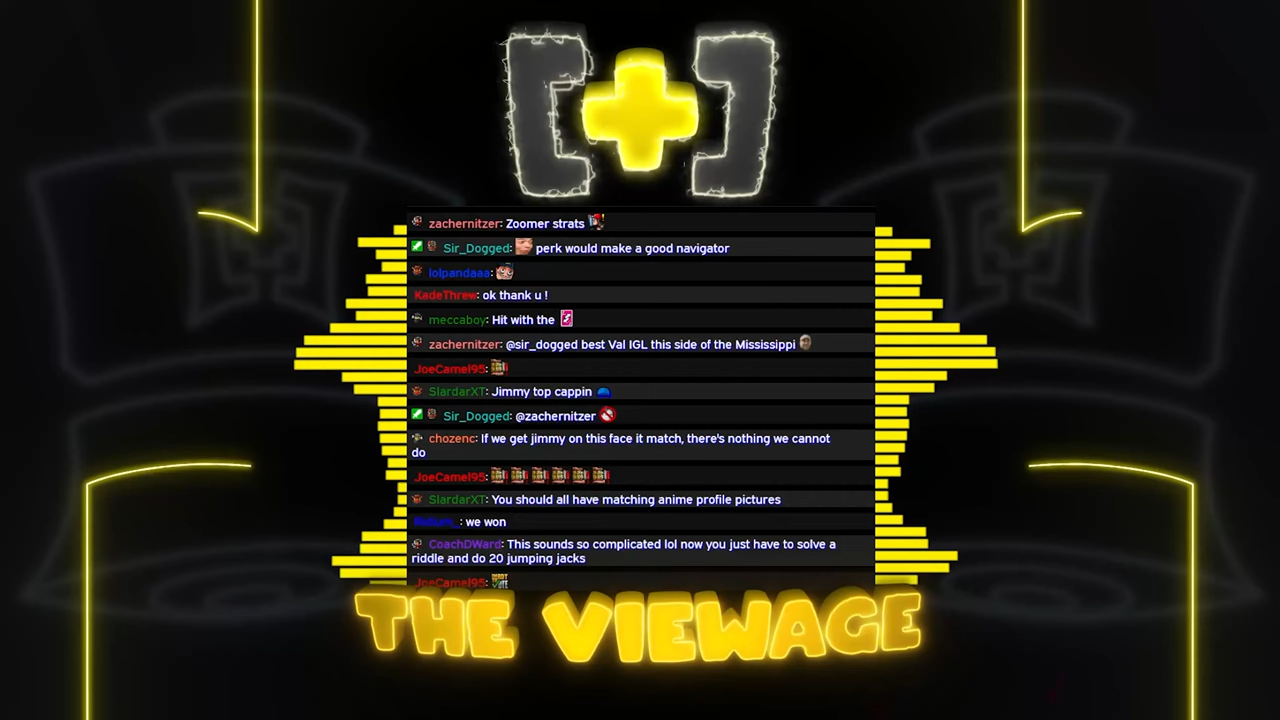 zachernitzer: Zoomer strats
Sir_Dogged: perk would make a good navigator
lolpandaaa:
KadeThrew: ok thank u !
meccaboy: Hit with the
zachernitzer: @sir_dogged best Val IGL this side of the Mississippi
JoeCamel95:
SlardarXT: Jimmy top cappin
Sir_Dogged: @zachernitzer
chozenc: If we get jimmy on this face it match, there's nothing we cannot
do
JoeCamel95:
SlardarXT: You should all have matching anime profile pictures
: we won
CoachDWard: This sounds so complicated lol now you just have to solve a
riddle and do 20 jumping jacks
JoeCamel95:
THE VIEWAGE